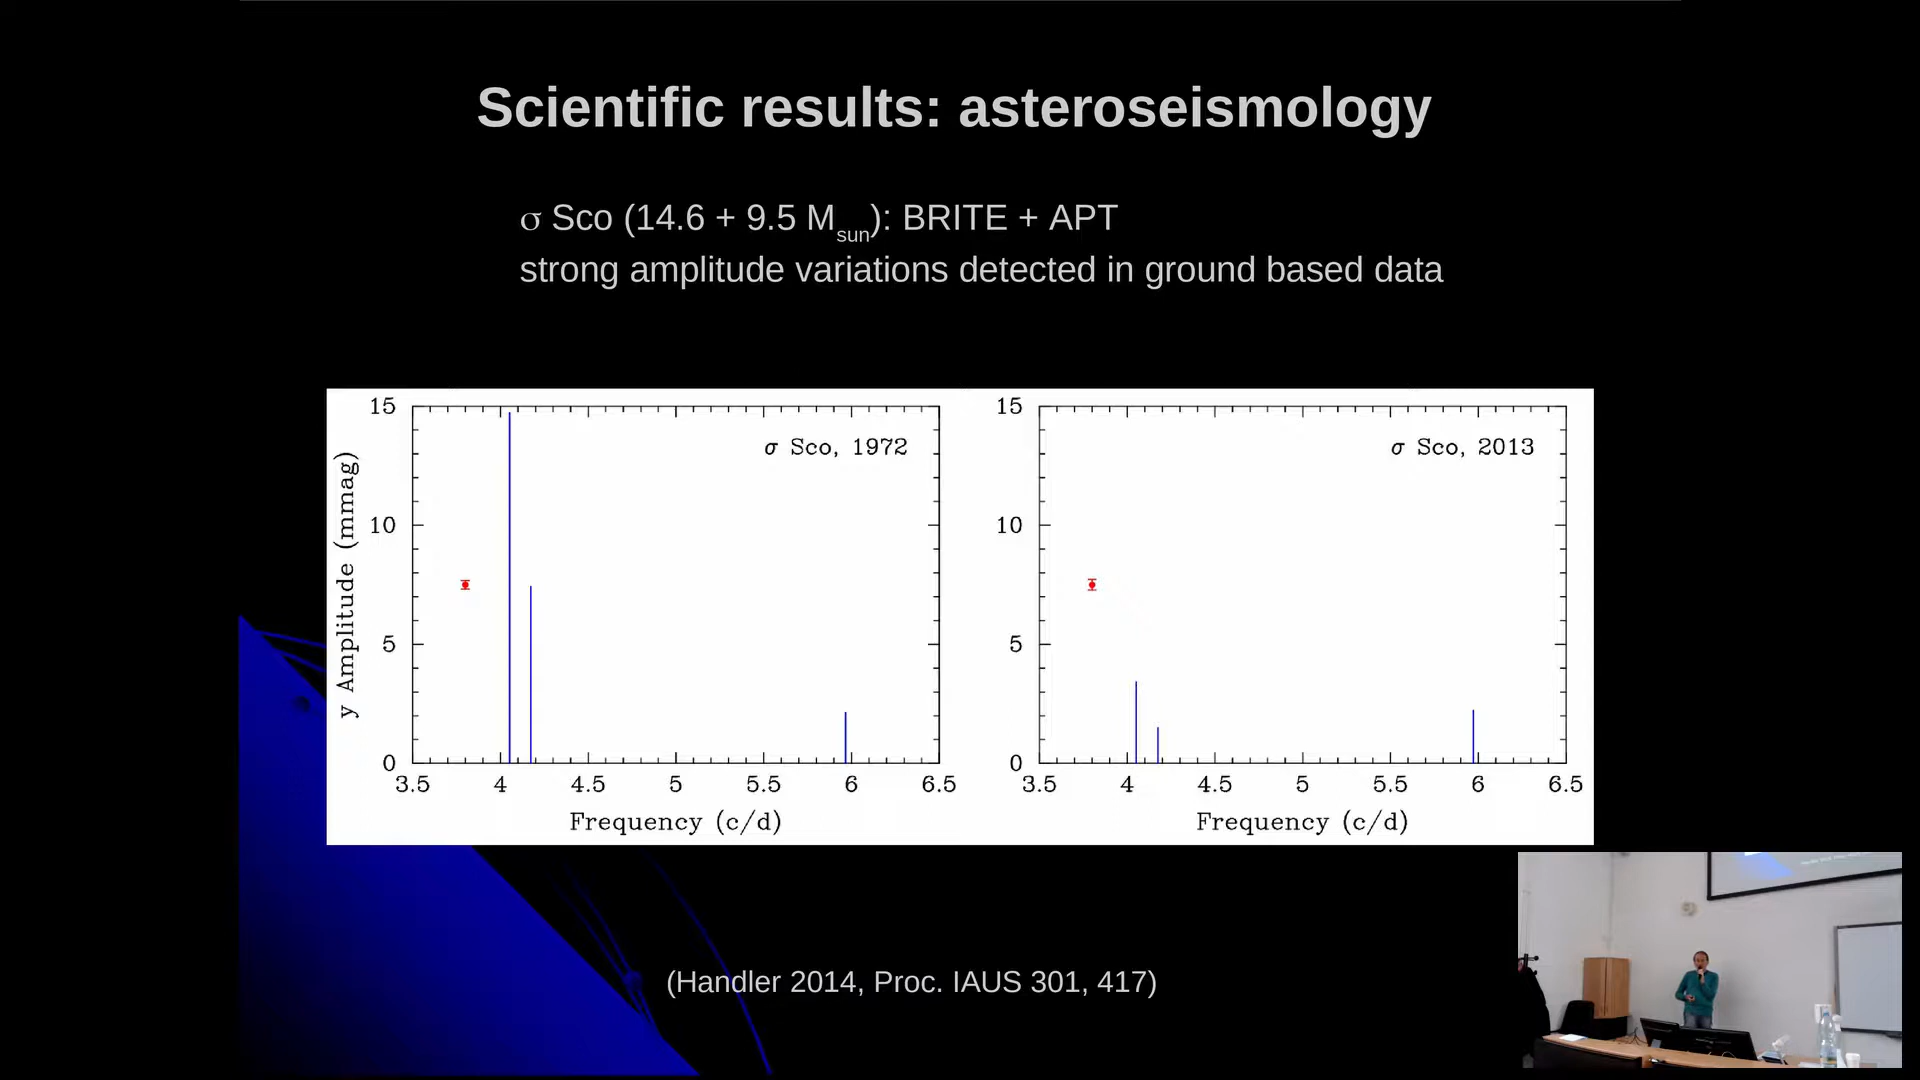 Scientific results: asteroseismology
σ Sco (14.6 + 9.5 Msun): BRITE + APT
strong amplitude variations detected in ground based data
y Amplitude (mmag)
15
10
5
0
σ Sco, 1972
3.5 4 4.5 5 5.5 6 6.5
Frequency (c/d)
15
10
5
0
σ Sco, 2013
3.5 4 4.5 5 5.5 6 6.5
Frequency (c/d)
(Handler 2014, Proc. IAUS 301, 417)